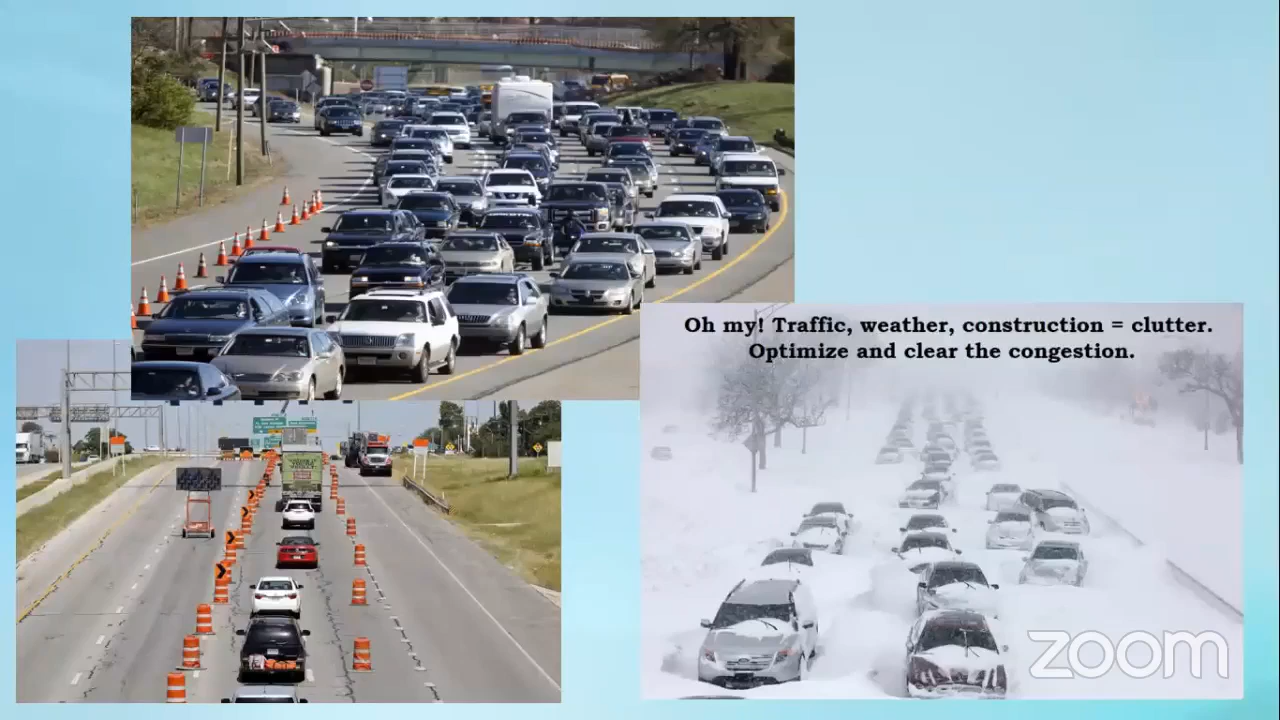 Oh my! Traffic, weather, construction = clutter.
Optimize and clear the congestion.
zoom